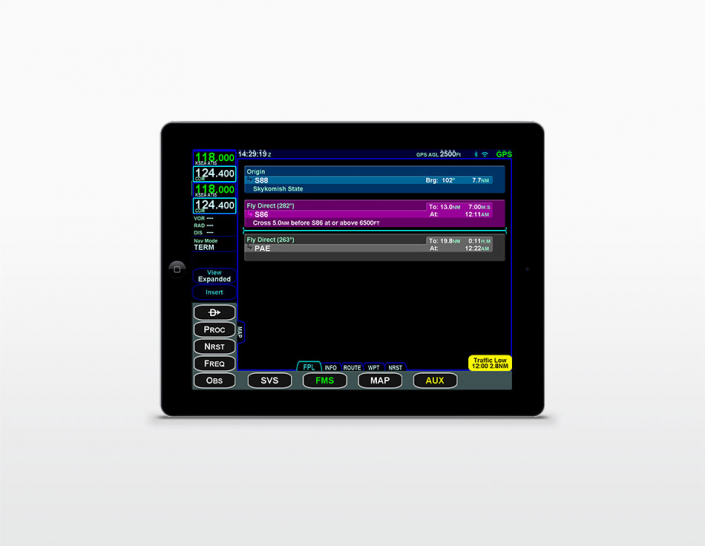 118.000
KSEA ATIS
124.400
COM
118.000
KSEA ATIS
124.400
COM
VOR ---
RAD ---
DIS ---
Nav Mode
TERM
View
Expanded
Insert
D
PROC
NRST
FREQ
OBS
14:29:19 Z
GPS AGL 2500FT
GPS
Origin
S88
Brg: 102° 7.7NM
Skykomish State
Fly Direct (282°)
To: 13.0NM 7:00M:S
S86
At: 12:11AM
Cross 5.0NM before S86 at or above 6500FT
Fly Direct (263°)
To: 19.8NM 0:11H:M
PAE
At: 12:22AM
MAP
FPL INFO ROUTE WPT NRST
Traffic Low
12:00 2.8NM
SVS FMS MAP AUX